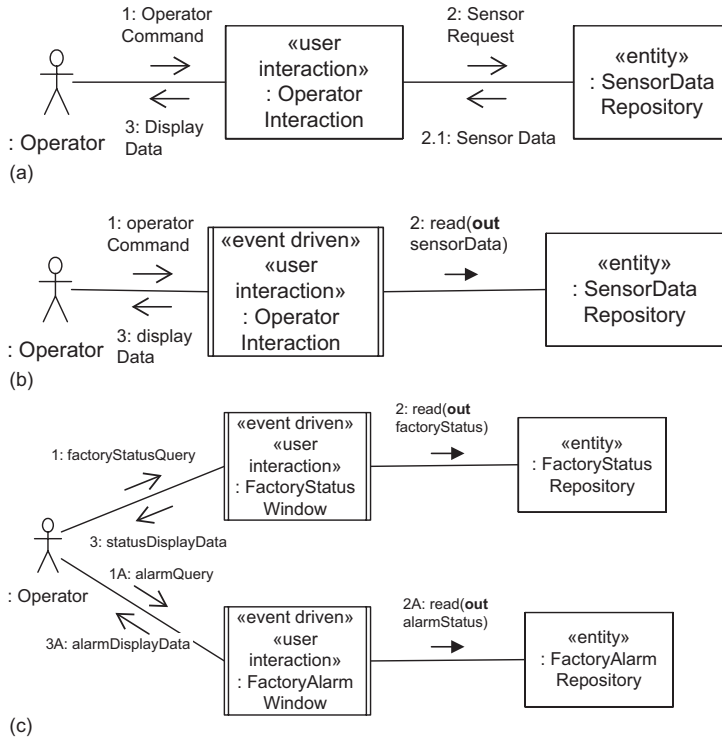 1: Operator
Command
3: Display
Data
: Operator
«user
interaction»
: Operator
Interaction
2: Sensor
Request
2.1: Sensor Data
«entity»
: SensorData
Repository
(a)
1: operator
Command
3: display
Data
: Operator
«event driven»
«user
interaction»
: Operator
Interaction
2: read(out
sensorData)
«entity»
: SensorData
Repository
(b)
1: factoryStatusQuery
3: statusDisplayData
: Operator
1A: alarmQuery
3A: alarmDisplayData
«event driven»
«user
interaction»
: FactoryStatus
Window
2: read(out
factoryStatus)
«entity»
: FactoryStatus
Repository
«event driven»
«user
interaction»
: FactoryAlarm
Window
2A: read(out
alarmStatus)
«entity»
: FactoryAlarm
Repository
(c)